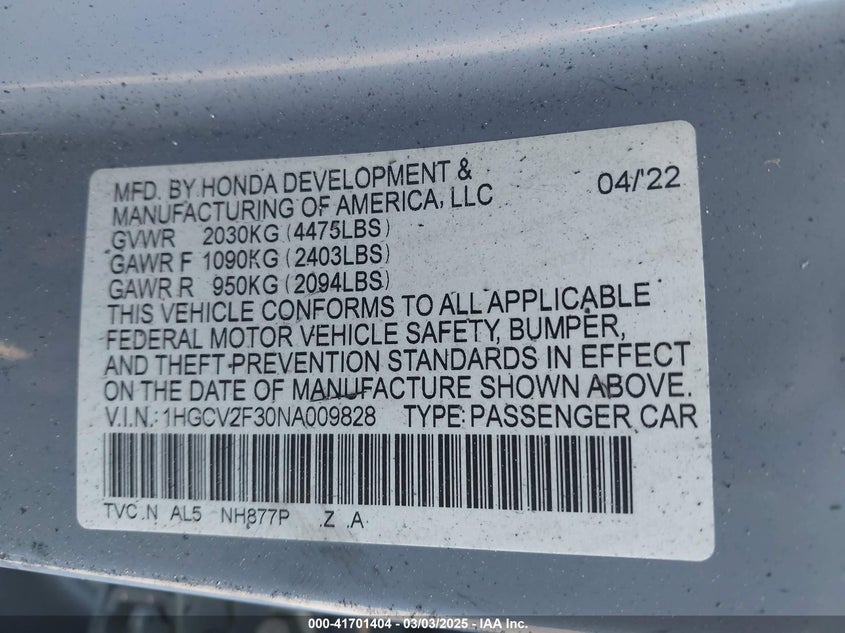 MFD. BY HONDA DEVELOPMENT & 04/'22
MANUFACTURING OF AMERICA, LLC
GVWR 2030KG (4475LBS)
GAWR F 1090KG (2403LBS)
GAWR R 950KG (2094LBS)
THIS VEHICLE CONFORMS TO ALL APPLICABLE
FEDERAL MOTOR VEHICLE SAFETY, BUMPER,
AND THEFT-PREVENTION STANDARDS IN EFFECT
ON THE DATE OF MANUFACTURE SHOWN ABOVE.
V.I.N.: 1HGCV2F30NA009828 TYPE: PASSENGER CAR
TVC .N AL5 NH877P .Z .A
000-41701404 - 03/03/2025 - IAA Inc.